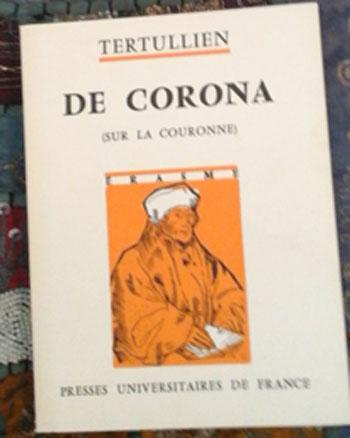 TERTULLIEN
DE CORONA
(SUR LA COURONNE)
ERASME
PRESSES UNIVERSITAIRES DE FRANCE